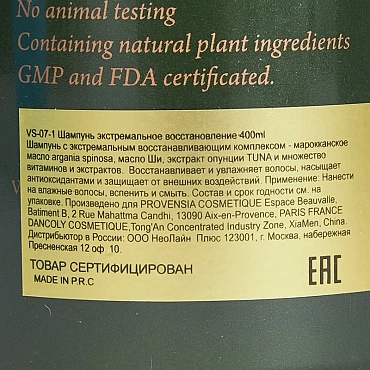 No animal testing
Containing natural plant ingredients
GMP and FDA certificated.
VS-07-1 Шампунь экстремальное восстановление 400ml
Шампунь с экстремальным восстанавливающим комплексом - марокканское
масло argania spinosa, масло Ши, экстракт опунции TUNA и множество
витаминов и экстрактов. Восстанавливает и увлажняет волосы, насыщает
антиоксидантами и защищает от внешних воздействий. Применение: Нанести
на влажные волосы, вспенить и смыть. Состав и срок годности см. на
упаковке. Произведено для PROVENSIA COSMETIQUE Espace Beauvalle,
Batiment B, 2 Rue Mahattma Candhi, 13090 Aix-en-Provence, PARIS FRANCE
DANCOLY COSMETIQUE,Tong'An Concentrated Industry Zone, XiaMen, China.
Дистрибьютор в России: ООО НеоЛайн Плюс 123001, г. Москва, набережная
Пресненская 12 оф 10.
ТОВАР СЕРТИФИЦИРОВАН
MADE IN P.R.C
EAC